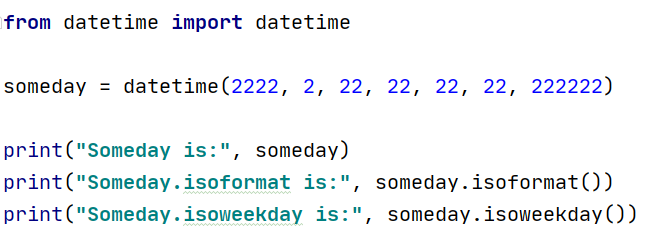 from datetime import datetime
someday = datetime(2222, 2, 22, 22, 22, 22, 222222)
print("Someday is:", someday)
print("Someday.isoformat is:", someday.isoformat())
print("Someday.isoweekday is:", someday.isoweekday())